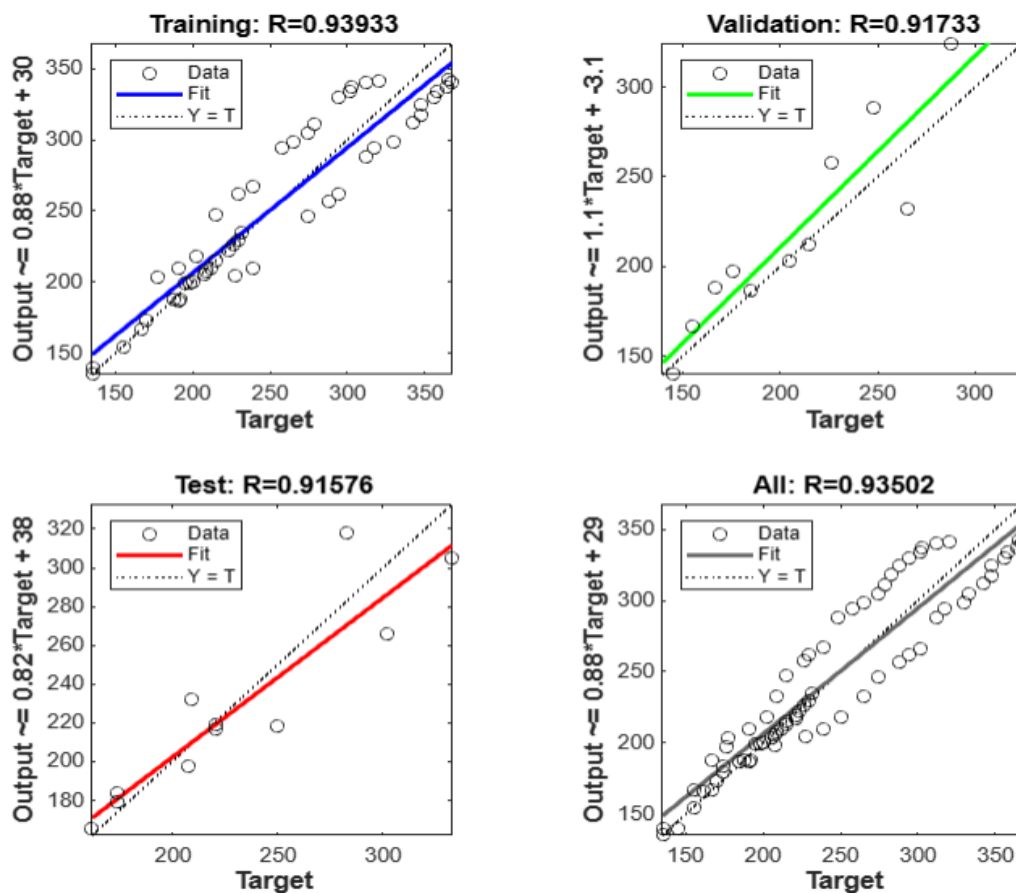 Training: R=0.93933
Output ~= 0.88*Target + 30
350
300
250
200
150
Data
Fit
Y = T
150 200 250 300 350
Target
Validation: R=0.91733
Output ~= 1.1*Target + -3.1
300
250
200
150
Data
Fit
Y = T
150 200 250 300
Target
Test: R=0.91576
Output ~= 0.82*Target + 38
320
300
280
260
240
220
200
180
Data
Fit
Y = T
200 300
Target
All: R=0.93502
Output ~= 0.88*Target + 29
350
300
250
200
150
Data
Fit
Y = T
150 200 250 300 350
Target